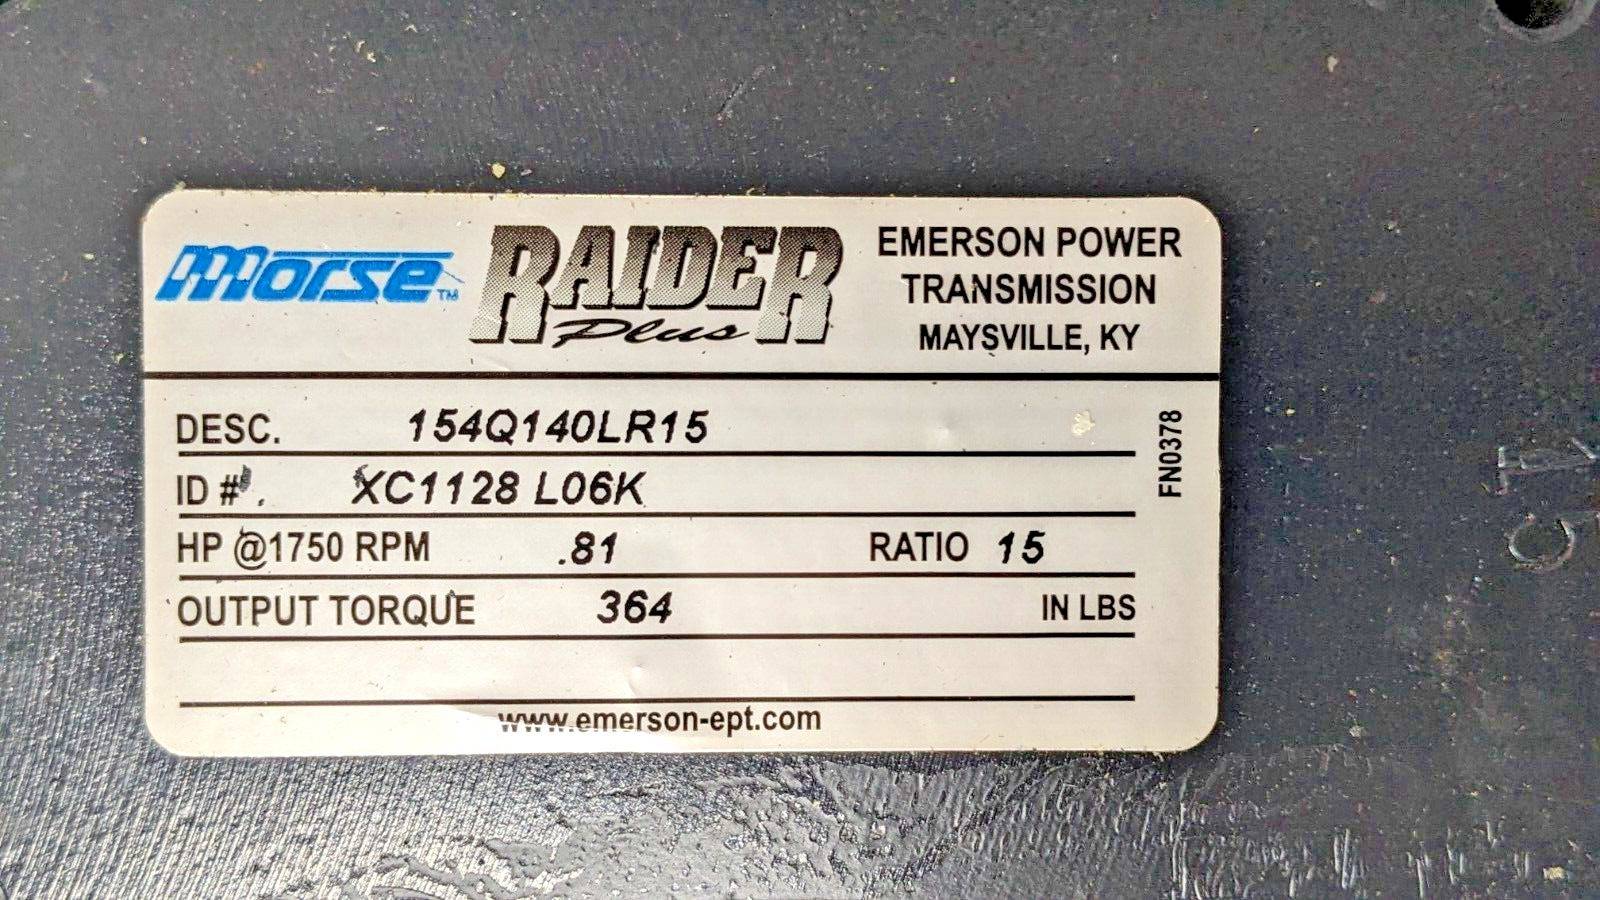 morse™
RAIDER
Plus
EMERSON POWER
TRANSMISSION
MAYSVILLE, KY
DESC. 154Q140LR15
ID # XC1128 L06K
HP @1750 RPM .81 RATIO 15
OUTPUT TORQUE 364 IN LBS
FN0378
www.emerson-ept.com